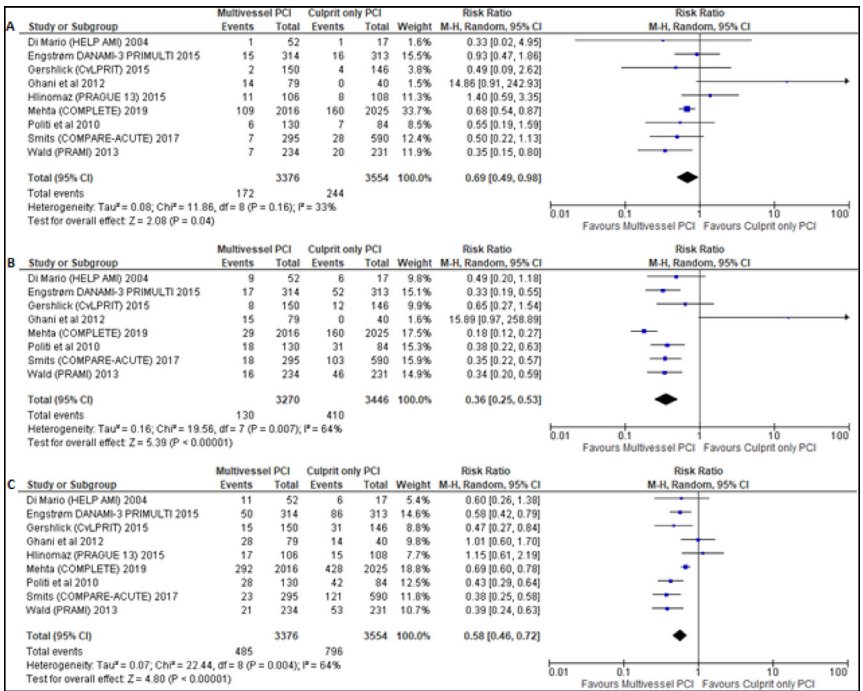 A
Multivessel PCI Culprit only PCI Risk Ratio Risk Ratio
Study or Subgroup Events Total Events Total Weight M-H, Random, 95% CI M-H, Random, 95% CI
Di Mario (HELP AMI) 2004 1 52 1 17 1.6% 0.33 [0.02, 4.95]
Engstrøm DANAMI-3 PRIMULTI 2015 15 314 16 313 15.5% 0.93 [0.47, 1.86]
Gershlick (CvLPRIT) 2015 2 150 4 146 4.0% 0.49 [0.09, 2.62]
Ghani et al 2012 14 79 0 40 1.5% 14.86 [0.91, 242.93]
Hlinomaz (PRAGUE 13) 2015 11 106 8 108 11.3% 1.40 [0.59, 3.35]
Mehta (COMPLETE) 2019 109 2016 160 2025 33.7% 0.68 [0.54, 0.87]
Politi et al 2010 6 130 7 84 8.0% 0.55 [0.19, 1.59]
Smits (COMPARE-ACUTE) 2017 7 295 28 590 12.4% 0.50 [0.22, 1.13]
Wald (PRAMI) 2013 7 234 20 231 11.9% 0.35 [0.15, 0.80]
Total (95% CI) 3376 3554 100.0% 0.69 [0.49, 0.98]
Total events 172 244
Heterogeneity: Tau² = 0.08; Chi² = 11.86, df = 8 (P = 0.16); I² = 33%
Test for overall effect: Z = 2.08 (P = 0.04)
0.01 0.1 1 10 100
Favours Multivessel PCI Favours Culprit only PCI
B
Multivessel PCI Culprit only PCI Risk Ratio Risk Ratio
Study or Subgroup Events Total Events Total Weight M-H, Random, 95% CI M-H, Random, 95% CI
Di Mario (HELP AMI) 2004 9 52 6 17 9.8% 0.49 [0.20, 1.18]
Engstrøm DANAMI-3 PRIMULTI 2015 17 314 52 313 15.1% 0.33 [0.19, 0.55]
Gershlick (CvLPRIT) 2015 8 150 12 146 9.9% 0.65 [0.27, 1.54]
Ghani et al 2012 15 79 0 40 1.6% 15.89 [0.97, 258.89]
Mehta (COMPLETE) 2019 29 2016 160 2025 17.5% 0.18 [0.12, 0.27]
Politi et al 2010 18 130 31 84 15.3% 0.38 [0.22, 0.63]
Smits (COMPARE-ACUTE) 2017 18 295 103 590 15.9% 0.35 [0.22, 0.57]
Wald (PRAMI) 2013 16 234 46 231 14.9% 0.34 [0.20, 0.59]
Total (95% CI) 3270 3446 100.0% 0.36 [0.25, 0.53]
Total events 130 410
Heterogeneity: Tau² = 0.16; Chi² = 19.56, df = 7 (P = 0.007); I² = 64%
Test for overall effect: Z = 5.39 (P < 0.00001)
0.01 0.1 1 10 100
Favours Multivessel PCI Favours Culprit only PCI
C
Multivessel PCI Culprit only PCI Risk Ratio Risk Ratio
Study or Subgroup Events Total Events Total Weight M-H, Random, 95% CI M-H, Random, 95% CI
Di Mario (HELP AMI) 2004 11 52 6 17 5.4% 0.60 [0.26, 1.38]
Engstrøm DANAMI-3 PRIMULTI 2015 50 314 86 313 14.6% 0.58 [0.42, 0.79]
Gershlick (CvLPRIT) 2015 15 150 31 146 8.8% 0.47 [0.27, 0.84]
Ghani et al 2012 28 79 14 40 9.8% 1.01 [0.60, 1.70]
Hlinomaz (PRAGUE 13) 2015 17 106 15 108 7.7% 1.15 [0.61, 2.19]
Mehta (COMPLETE) 2019 292 2016 428 2025 18.8% 0.69 [0.60, 0.78]
Politi et al 2010 28 130 42 84 12.2% 0.43 [0.29, 0.64]
Smits (COMPARE-ACUTE) 2017 23 295 121 590 11.9% 0.38 [0.25, 0.58]
Wald (PRAMI) 2013 21 234 53 231 10.7% 0.39 [0.24, 0.63]
Total (95% CI) 3376 3554 100.0% 0.58 [0.46, 0.72]
Total events 485 796
Heterogeneity: Tau² = 0.07; Chi² = 22.44, df = 8 (P = 0.004); I² = 64%
Test for overall effect: Z = 4.80 (P < 0.00001)
0.01 0.1 1 10 100
Favours Multivessel PCI Favours Culprit only PCI